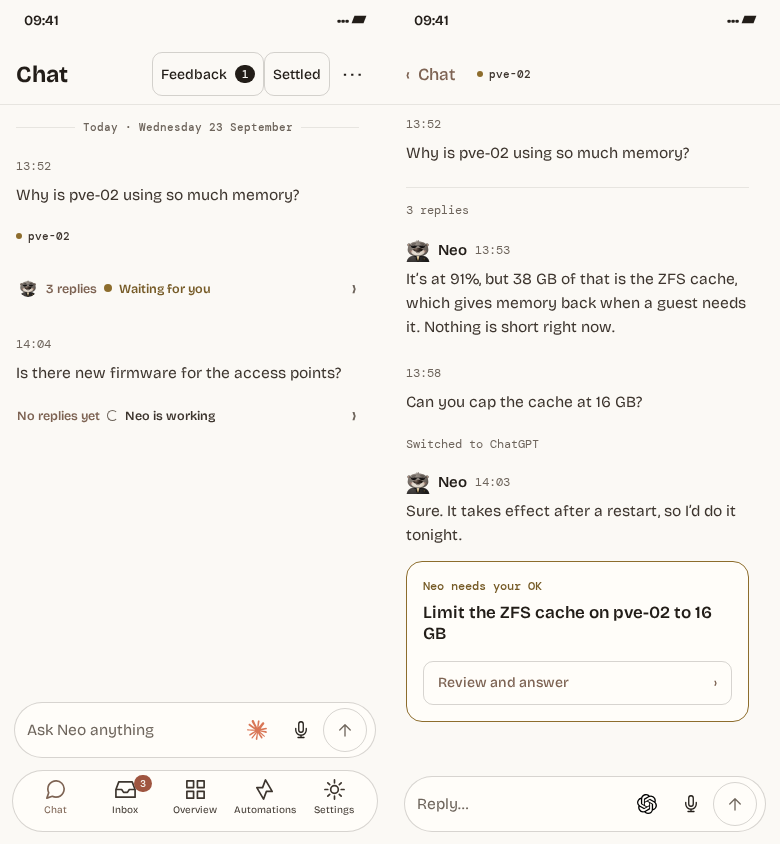 09:41
Chat
Feedback 1
Settled
Today · Wednesday 23 September
13:52
Why is pve-02 using so much memory?
pve-02
3 replies
Waiting for you
14:04
Is there new firmware for the access points?
No replies yet
Neo is working
Ask Neo anything
Chat
Inbox
3
Overview
Automations
Settings
09:41
Chat
pve-02
13:52
Why is pve-02 using so much memory?
3 replies
Neo 13:53
It's at 91%, but 38 GB of that is the ZFS cache,
which gives memory back when a guest needs
it. Nothing is short right now.
13:58
Can you cap the cache at 16 GB?
Switched to ChatGPT
Neo 14:03
Sure. It takes effect after a restart, so I'd do it
tonight.
Neo needs your OK
Limit the ZFS cache on pve-02 to 16
GB
Review and answer
Reply...